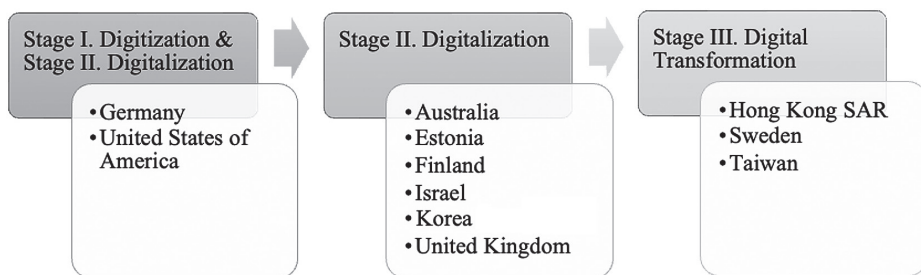 Stage I. Digitization &
Stage II. Digitalization
•Germany
•United States of
America
Stage II. Digitalization
•Australia
•Estonia
•Finland
•Israel
•Korea
•United Kingdom
Stage III. Digital
Transformation
•Hong Kong SAR
•Sweden
•Taiwan